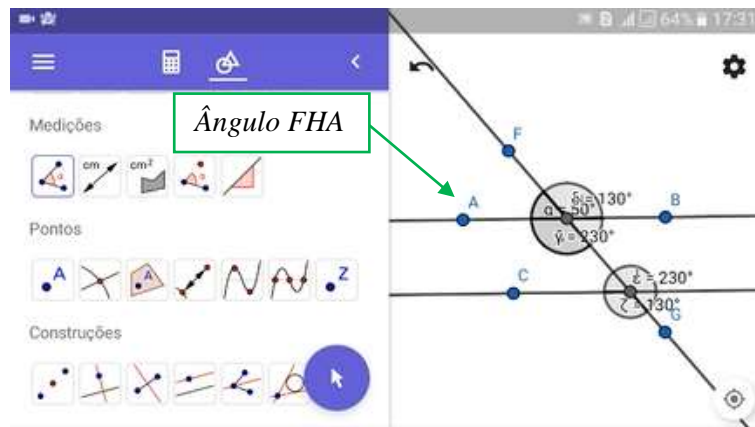 64% 17:31
Medições
Ângulo FHA
cm
cm²
α
Pontos
A
A
Z
Construções
F
A
B
δ = 130°
α = 50°
γ = 230°
C
ε = 230°
ζ = 130°
G